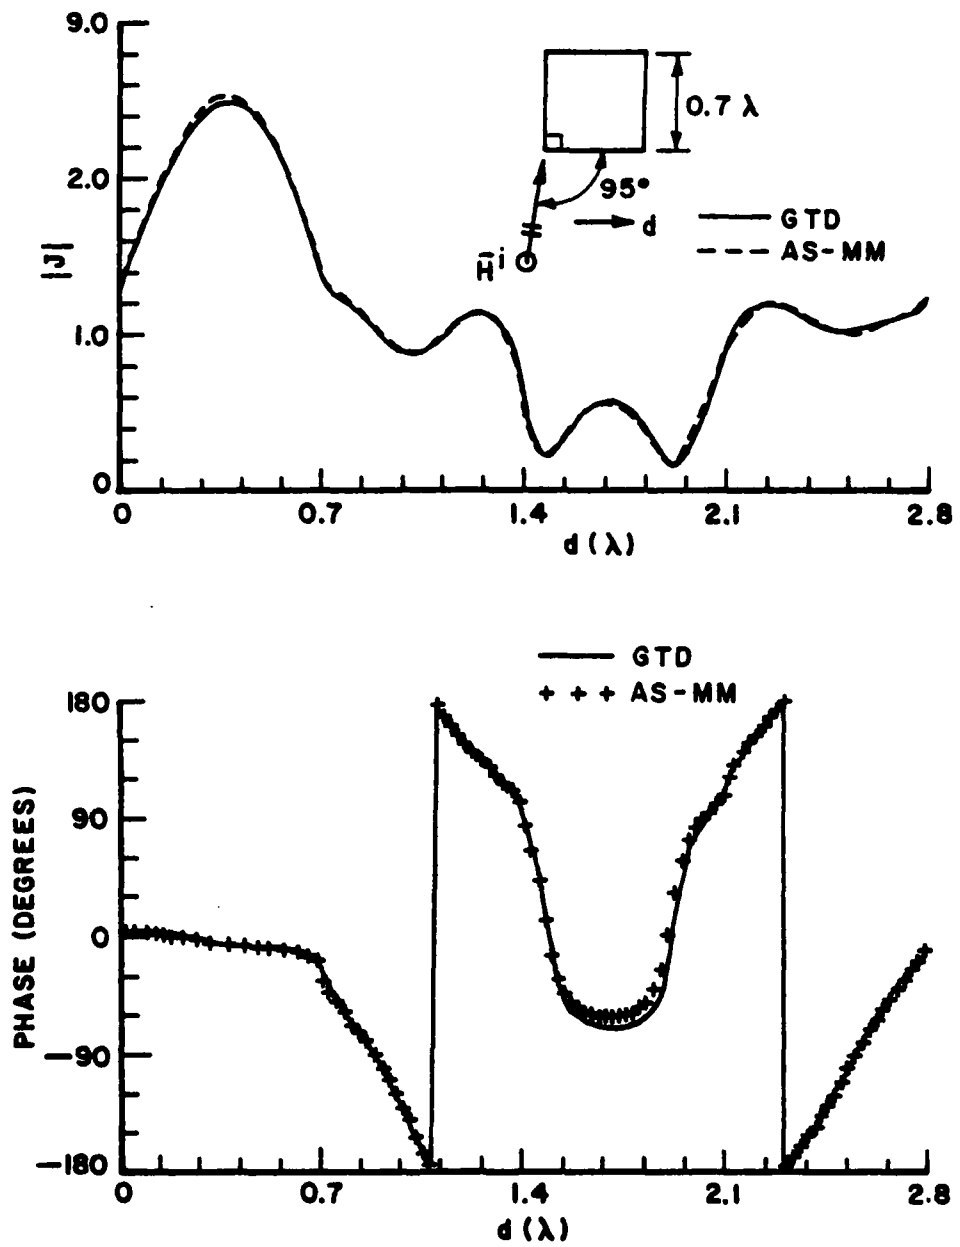 9.0
0.7 λ
2.0
95°
d
GTD
H̄ⁱ
AS-MM
|J|
1.0
0
0 0.7 1.4 2.1 2.8
d (λ)
GTD
+ + + AS-MM
180
90
0
-90
-180
PHASE (DEGREES)
0 0.7 1.4 2.1 2.8
d (λ)